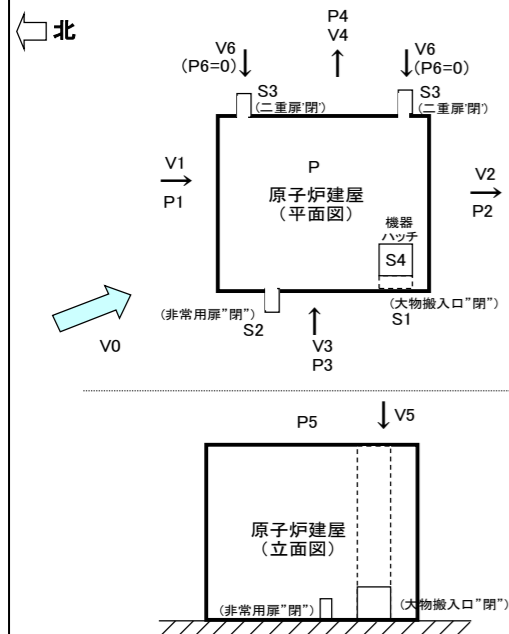 北
P4
V4
V6
(P6=0)
V6
(P6=0)
S3
(二重扉"閉")
S3
(二重扉"閉")
V1
P1
P
原子炉建屋
(平面図)
V2
P2
機器
ハッチ
S4
(非常用扉"閉")
S2
(大物搬入口"閉")
S1
V0
V3
P3
P5
V5
原子炉建屋
(立面図)
(非常用扉"閉")
(大物搬入口"閉")